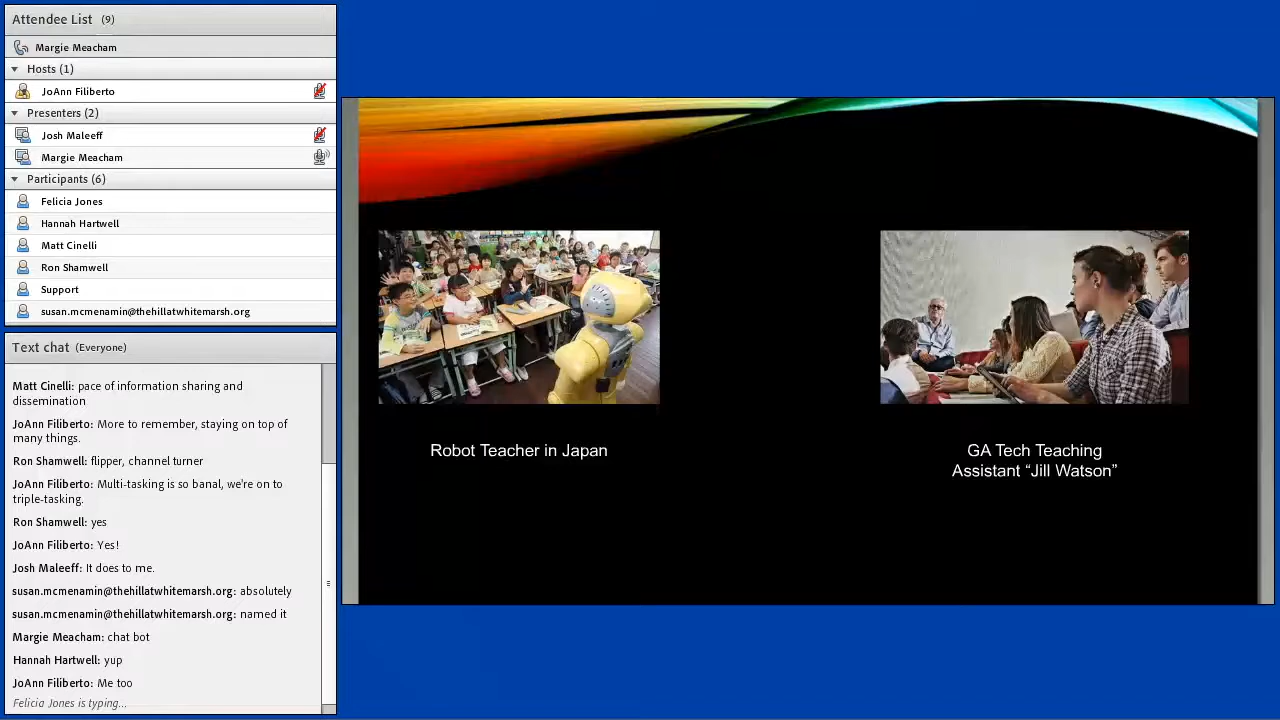 Attendee List (9)
Margie Meacham
Hosts (1)
JoAnn Filiberto
Presenters (2)
Josh Maleeff
Margie Meacham
Participants (6)
Felicia Jones
Hannah Hartwell
Matt Cinelli
Ron Shamwell
Support
susan.mcmenamin@thehillatwhitemarsh.org
Text chat (Everyone)
Matt Cinelli: pace of information sharing and
dissemination
JoAnn Filiberto: More to remember, staying on top of
many things.
Ron Shamwell: flipper, channel turner
JoAnn Filiberto: Multi-tasking is so banal, we're on to
triple-tasking.
Ron Shamwell: yes
JoAnn Filiberto: Yes!
Josh Maleeff: It does to me.
susan.mcmenamin@thehillatwhitemarsh.org: absolutely
susan.mcmenamin@thehillatwhitemarsh.org: named it
Margie Meacham: chat bot
Hannah Hartwell: yup
JoAnn Filiberto: Me too
Felicia Jones is typing...
Robot Teacher in Japan
GA Tech Teaching
Assistant “Jill Watson”